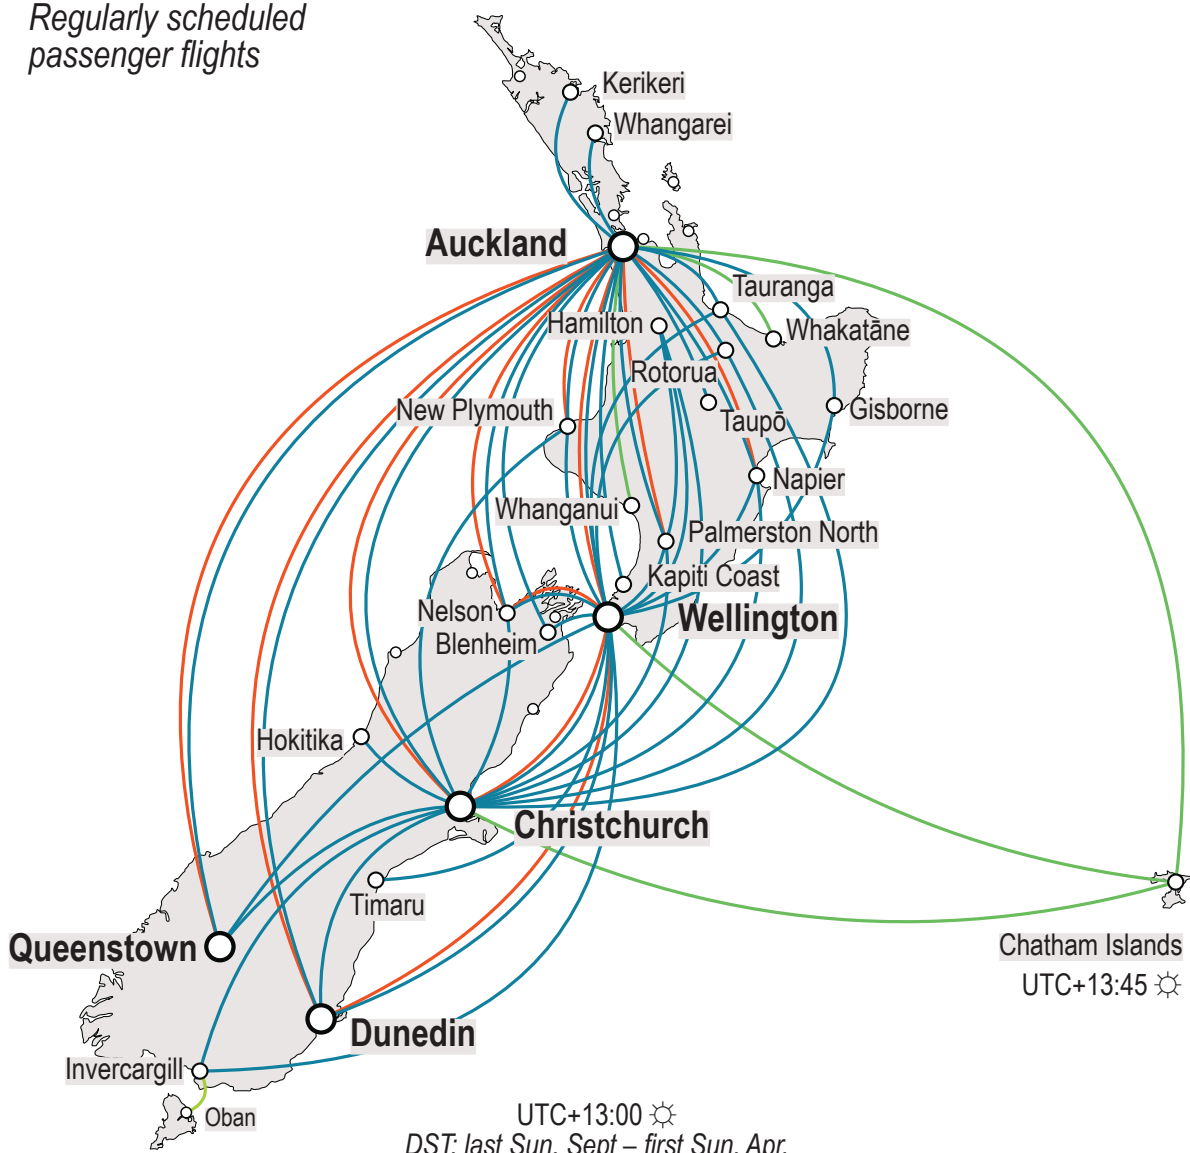 Regularly scheduled
passenger flights
Kerikeri
Whangarei
Auckland
Tauranga
Hamilton
Whakatāne
Rotorua
New Plymouth
Taupō
Gisborne
Napier
Whanganui
Palmerston North
Kapiti Coast
Nelson
Wellington
Blenheim
Hokitika
Christchurch
Timaru
Queenstown
Chatham Islands
UTC+13:45
Dunedin
Invercargill
Oban
UTC+13:00
DST: last Sun. Sept – first Sun. Apr.